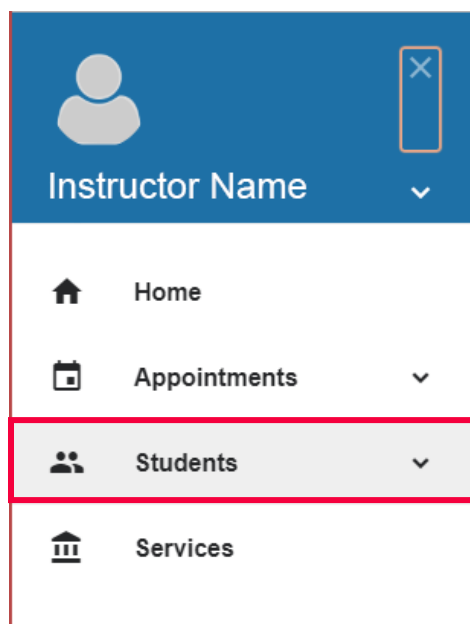 Instructor Name
Home
Appointments
Students
Services